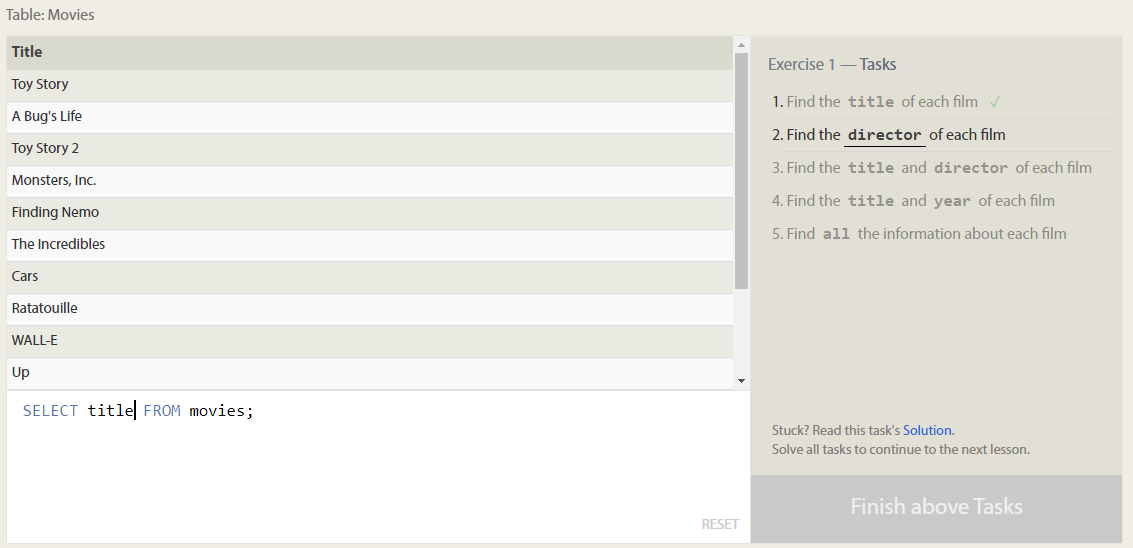 Table: Movies
Title
Toy Story
A Bug's Life
Toy Story 2
Monsters, Inc.
Finding Nemo
The Incredibles
Cars
Ratatouille
WALL-E
Up
SELECT title FROM movies;
RESET
Exercise 1 — Tasks
1. Find the title of each film ✓
2. Find the director of each film
3. Find the title and director of each film
4. Find the title and year of each film
5. Find all the information about each film
Stuck? Read this task's Solution.
Solve all tasks to continue to the next lesson.
Finish above Tasks